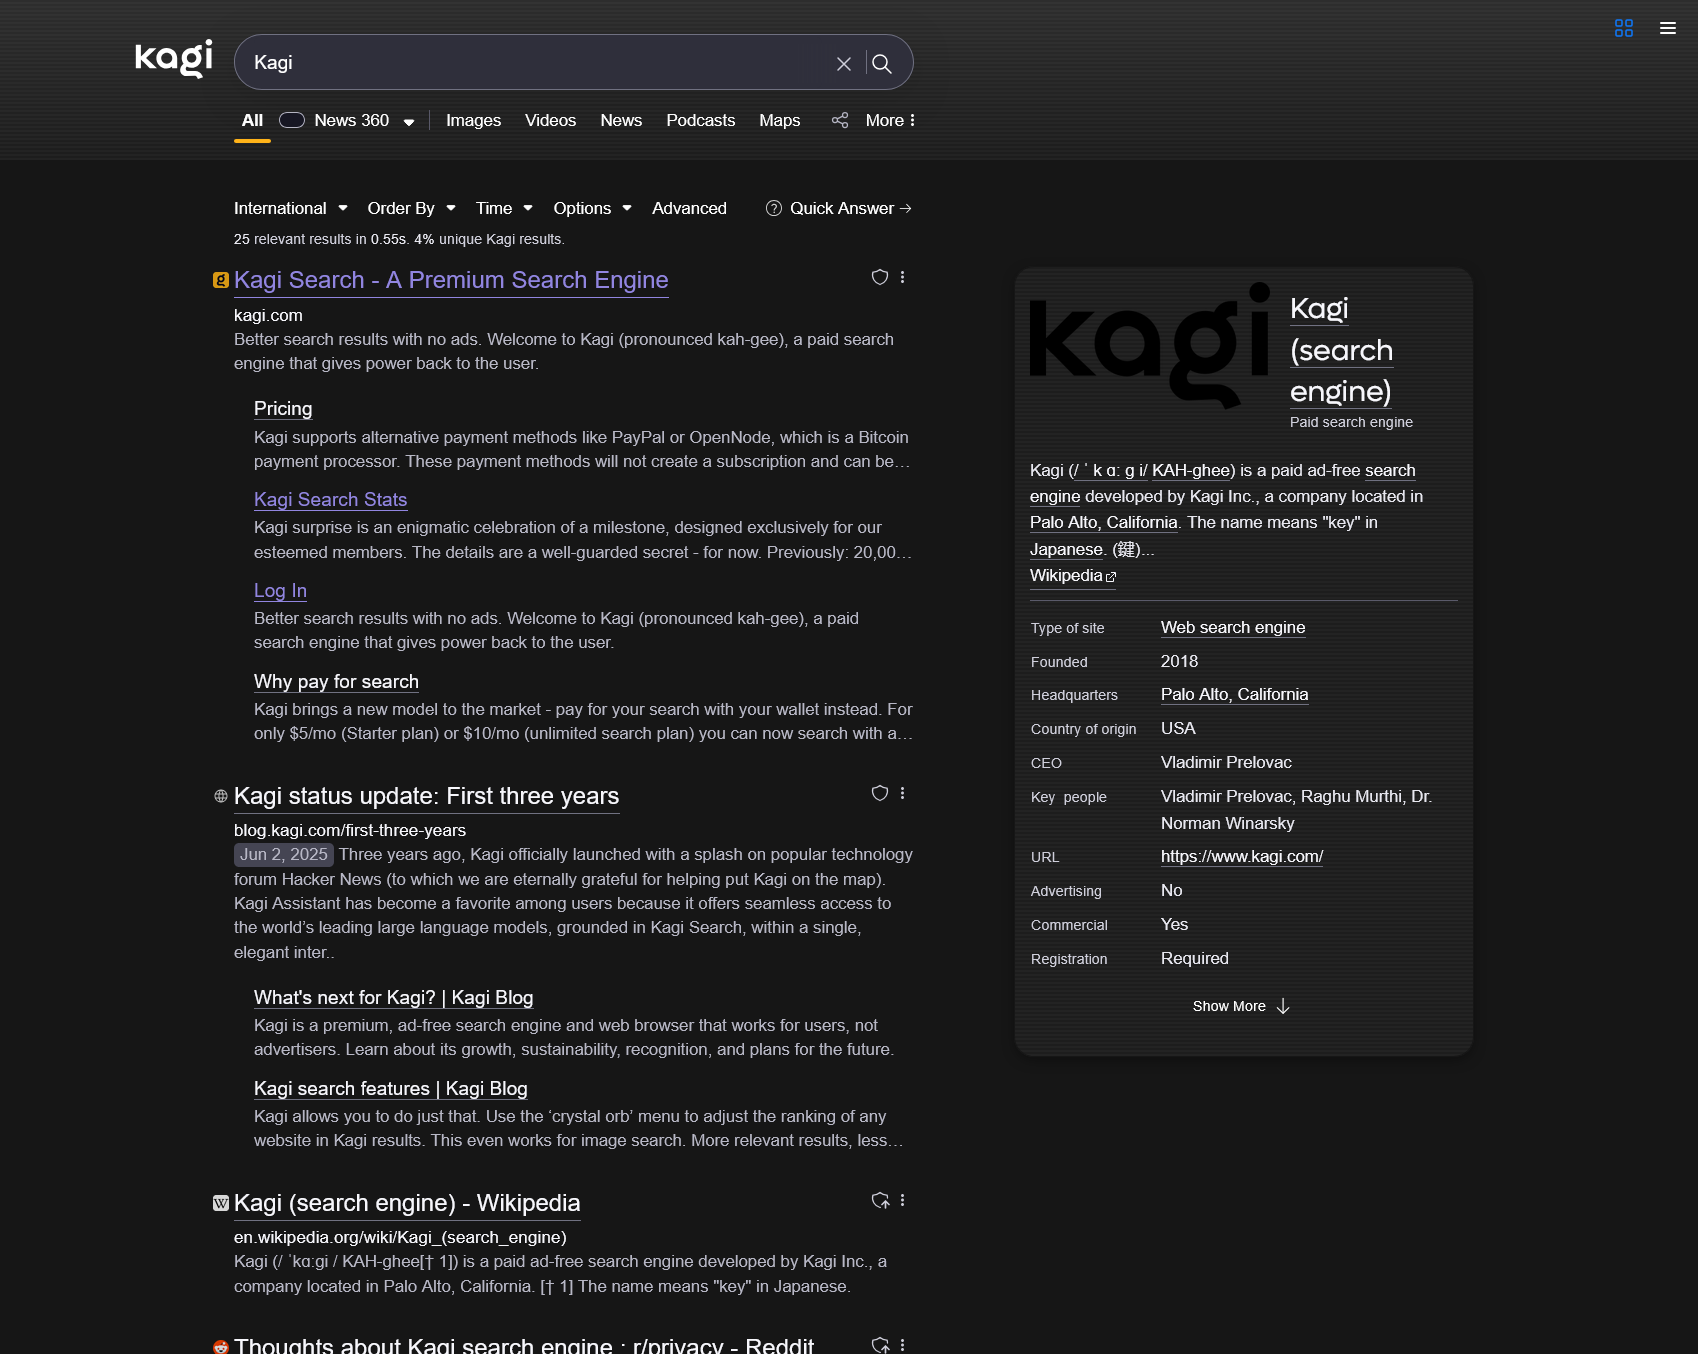 kagi
Kagi
All
News 360
Images
Videos
News
Podcasts
Maps
More
International
Order By
Time
Options
Advanced
Quick Answer
25 relevant results in 0.55s. 4% unique Kagi results.
Kagi Search - A Premium Search Engine
kagi.com
Better search results with no ads. Welcome to Kagi (pronounced kah-gee), a paid search
engine that gives power back to the user.
Pricing
Kagi supports alternative payment methods like PayPal or OpenNode, which is a Bitcoin
payment processor. These payment methods will not create a subscription and can be…
Kagi Search Stats
Kagi surprise is an enigmatic celebration of a milestone, designed exclusively for our
esteemed members. The details are a well-guarded secret - for now. Previously: 20,00…
Log In
Better search results with no ads. Welcome to Kagi (pronounced kah-gee), a paid
search engine that gives power back to the user.
Why pay for search
Kagi brings a new model to the market - pay for your search with your wallet instead. For
only $5/mo (Starter plan) or $10/mo (unlimited search plan) you can now search with a…
Kagi status update: First three years
blog.kagi.com/first-three-years
Jun 2, 2025 Three years ago, Kagi officially launched with a splash on popular technology
forum Hacker News (to which we are eternally grateful for helping put Kagi on the map).
Kagi Assistant has become a favorite among users because it offers seamless access to
the world’s leading large language models, grounded in Kagi Search, within a single,
elegant inter..
What's next for Kagi? | Kagi Blog
Kagi is a premium, ad-free search engine and web browser that works for users, not
advertisers. Learn about its growth, sustainability, recognition, and plans for the future.
Kagi search features | Kagi Blog
Kagi allows you to do just that. Use the ‘crystal orb’ menu to adjust the ranking of any
website in Kagi results. This even works for image search. More relevant results, less…
Kagi (search engine) - Wikipedia
en.wikipedia.org/wiki/Kagi_(search_engine)
Kagi (/ ˈkɑːɡi / KAH-ghee[† 1]) is a paid ad-free search engine developed by Kagi Inc., a
company located in Palo Alto, California. [† 1] The name means "key" in Japanese.
Thoughts about Kagi search engine : r/privacy - Reddit
kagi
Kagi
(search
engine)
Paid search engine
Kagi (/ ˈ k ɑː ɡ i/ KAH-ghee) is a paid ad-free search
engine developed by Kagi Inc., a company located in
Palo Alto, California. The name means "key" in
Japanese. (鍵)...
Wikipedia
Type of site Web search engine
Founded 2018
Headquarters Palo Alto, California
Country of origin USA
CEO Vladimir Prelovac
Key people Vladimir Prelovac, Raghu Murthi, Dr.
Norman Winarsky
URL https://www.kagi.com/
Advertising No
Commercial Yes
Registration Required
Show More